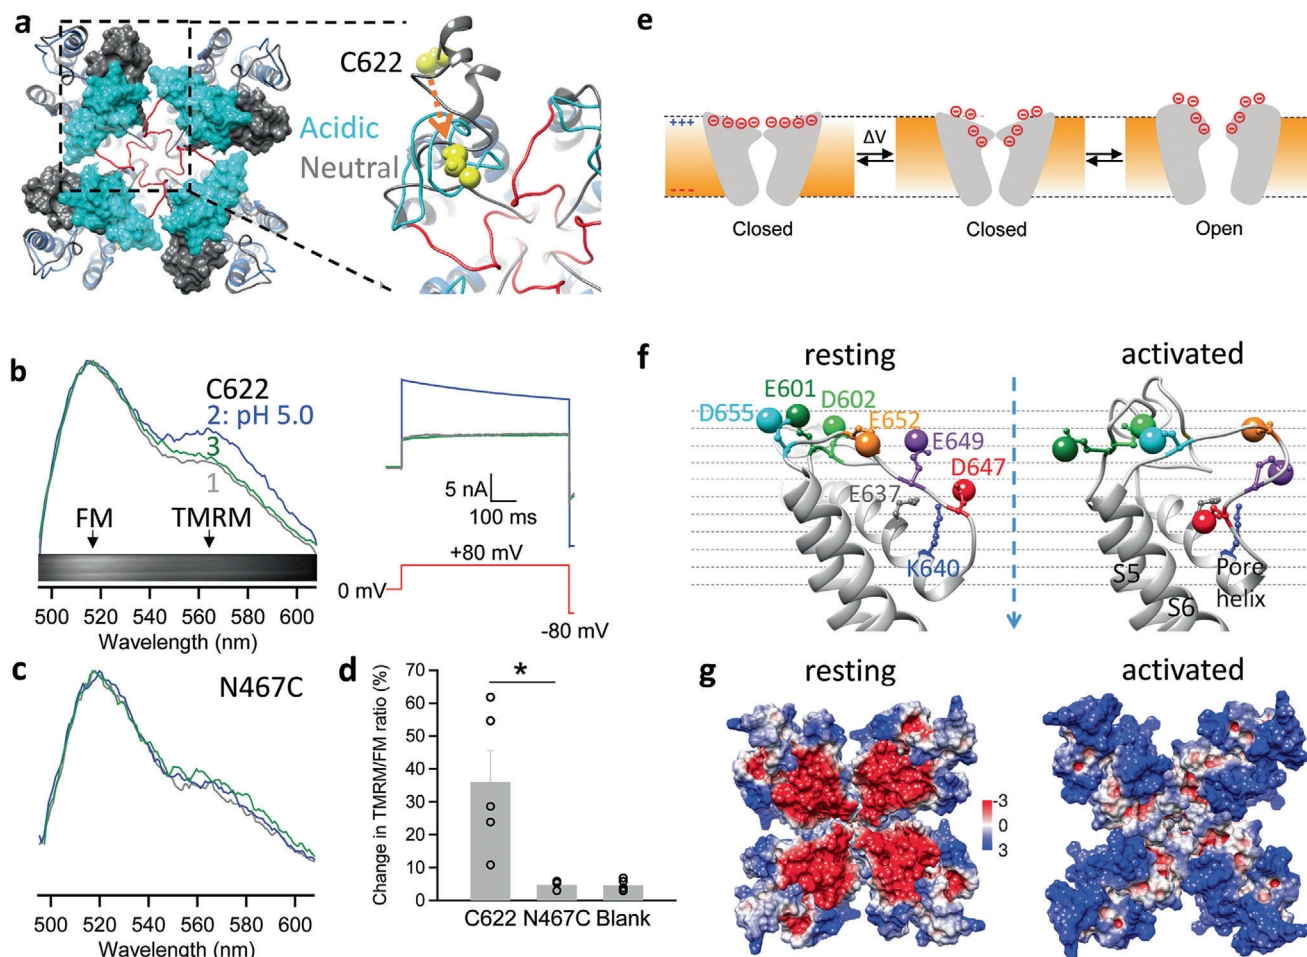 a
C622
Acidic
Neutral
b
C622
2: pH 5.0
3
1
FM
TMRM
500 520 540 560 580 600
Wavelength (nm)
5 nA
100 ms
+80 mV
0 mV
-80 mV
c
N467C
500 520 540 560 580 600
Wavelength (nm)
d
Change in TMRM/FM ratio (%)
70
60
50
40
30
20
10
0
*
C622 N467C Blank
e
+++
---
ΔV
Closed
Closed
Open
f
resting
activated
E601
D602
D655
E652
E649
D647
E637
K640
S5
S6
Pore
helix
g
resting
activated
-3
0
3